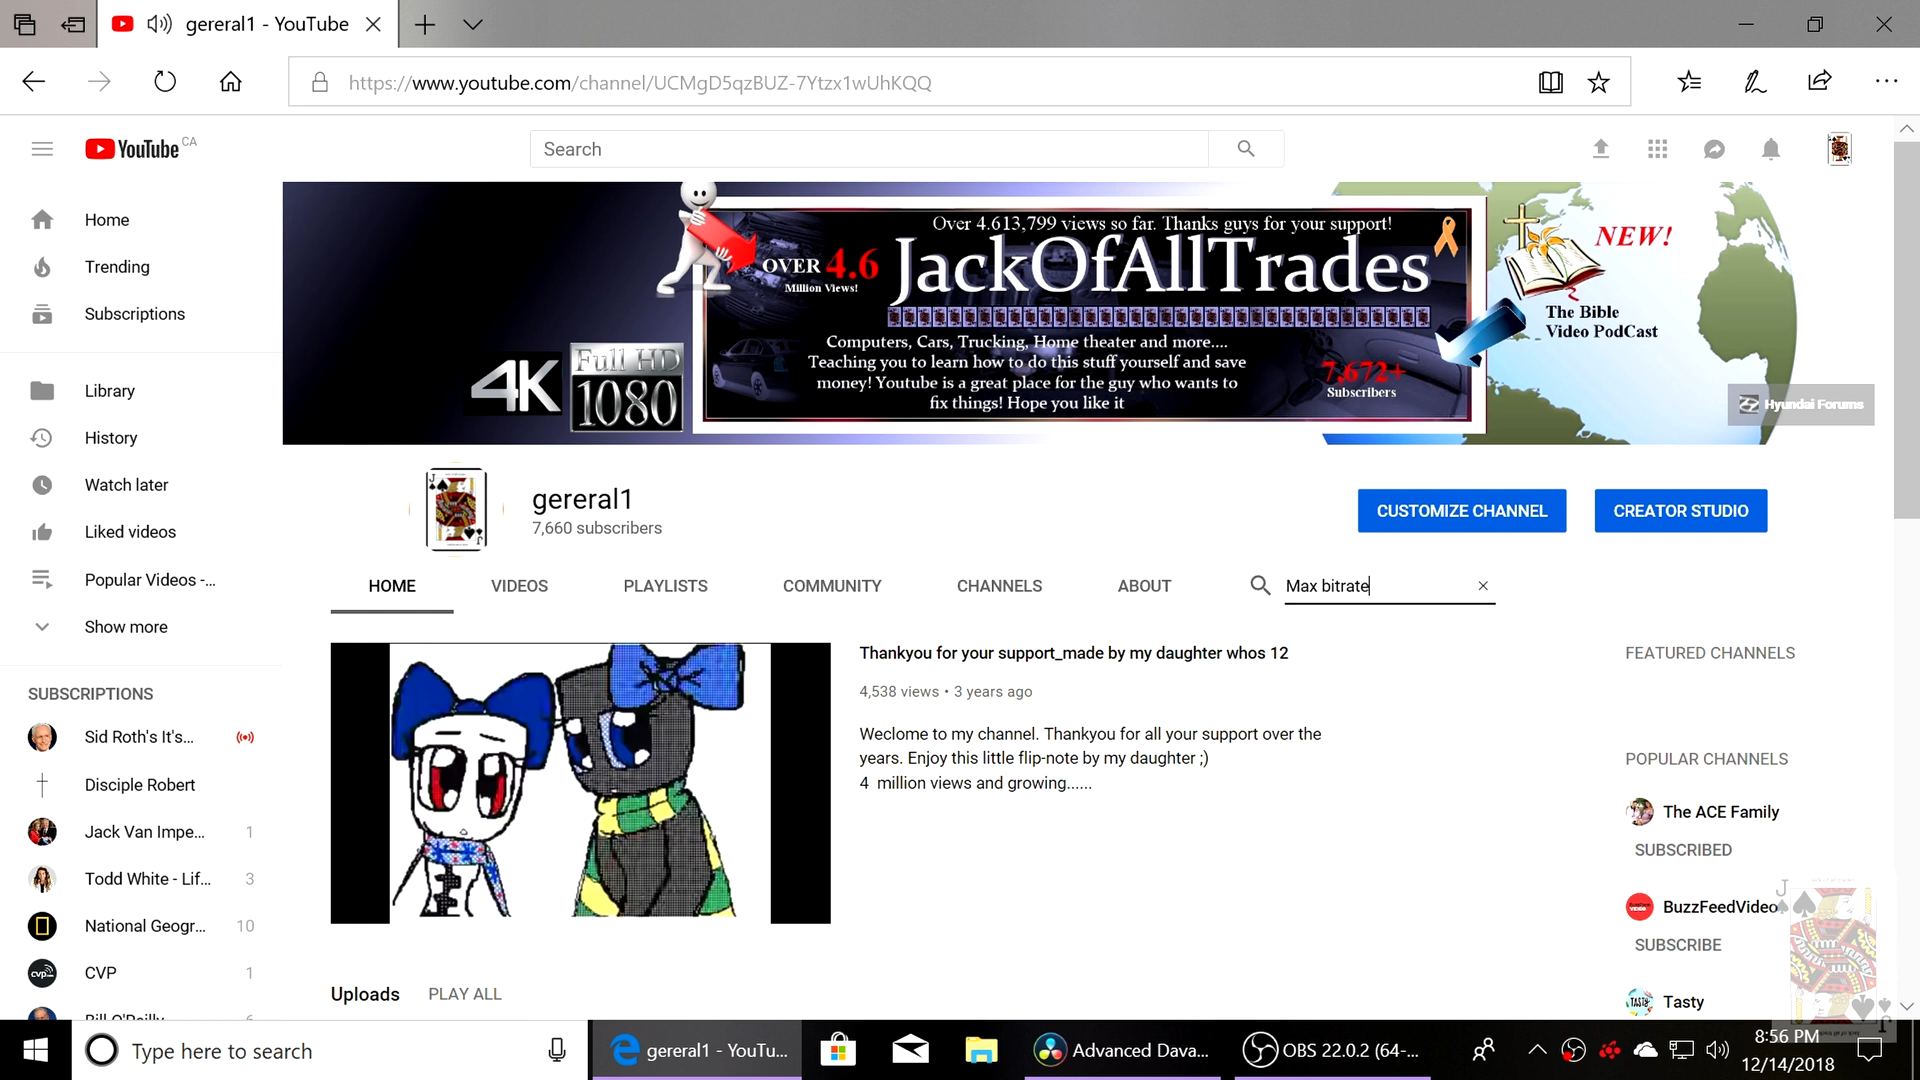 gereral1 - YouTube
https://www.youtube.com/channel/UCMgD5qzBUZ-7Ytzx1wUhKQQ
YouTube CA
Search
Home
Trending
Subscriptions
Library
History
Watch later
Liked videos
Popular Videos -...
Show more
SUBSCRIPTIONS
Sid Roth's It's...
Disciple Robert
Jack Van Impe... 1
Todd White - Lif... 3
National Geogr... 10
CVP 1
Bill O'Reilly 6
Over 4.613,799 views so far. Thanks guys for your support!
OVER 4.6
Million Views!
JackOfAllTrades
Computers, Cars, Trucking, Home theater and more....
Teaching you to learn how to do this stuff yourself and save
money! Youtube is a great place for the guy who wants to
fix things! Hope you like it
7,672+
Subscribers
4K
Full HD
1080
NEW!
The Bible
Video PodCast
Hyundai Forums
gereral1
7,660 subscribers
CUSTOMIZE CHANNEL
CREATOR STUDIO
HOME
VIDEOS
PLAYLISTS
COMMUNITY
CHANNELS
ABOUT
Max bitrate
Thankyou for your support_made by my daughter whos 12
4,538 views • 3 years ago
Weclome to my channel. Thankyou for all your support over the
years. Enjoy this little flip-note by my daughter ;)
4 million views and growing......
Uploads
PLAY ALL
FEATURED CHANNELS
POPULAR CHANNELS
The ACE Family
SUBSCRIBED
BuzzFeedVideo
SUBSCRIBE
Tasty
Type here to search
gereral1 - YouTu...
Advanced Dava...
OBS 22.0.2 (64-...
8:56 PM
12/14/2018